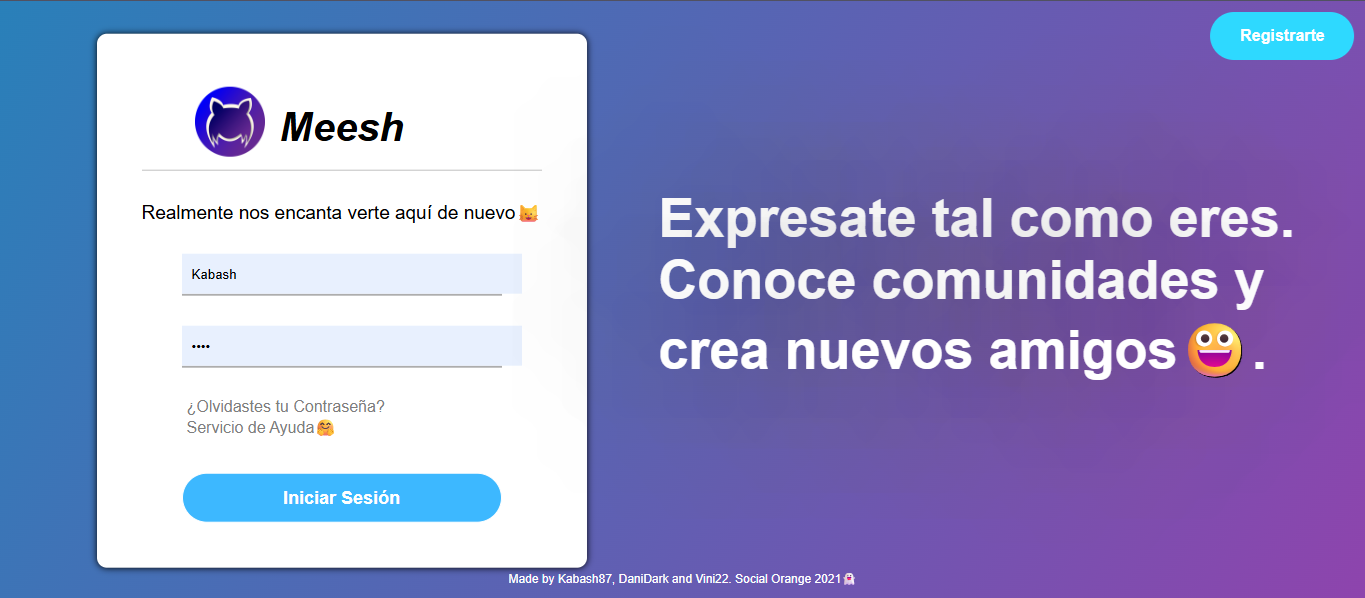 Registrarte
Meesh
Realmente nos encanta verte aquí de nuevo😺
Kabash
••••
¿Olvidastes tu Contraseña?
Servicio de Ayuda🤗
Iniciar Sesión
Expresate tal como eres.
Conoce comunidades y
crea nuevos amigos😀.
Made by Kabash87, DaniDark and Vini22. Social Orange 2021👻